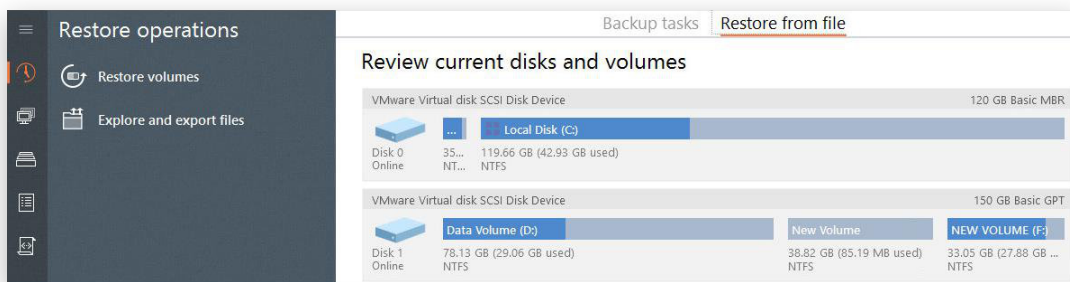 Restore operations
Backup tasks
Restore from file
Restore volumes
Explore and export files
Review current disks and volumes
VMware Virtual disk SCSI Disk Device
120 GB Basic MBR
...
Local Disk (C:)
Disk 0
Online
35...
NT...
119.66 GB (42.93 GB used)
NTFS
VMware Virtual disk SCSI Disk Device
150 GB Basic GPT
Data Volume (D:)
New Volume
NEW VOLUME (F:)
Disk 1
Online
78.13 GB (29.06 GB used)
NTFS
38.82 GB (85.19 MB used)
NTFS
33.05 GB (27.88 GB ...
NTFS